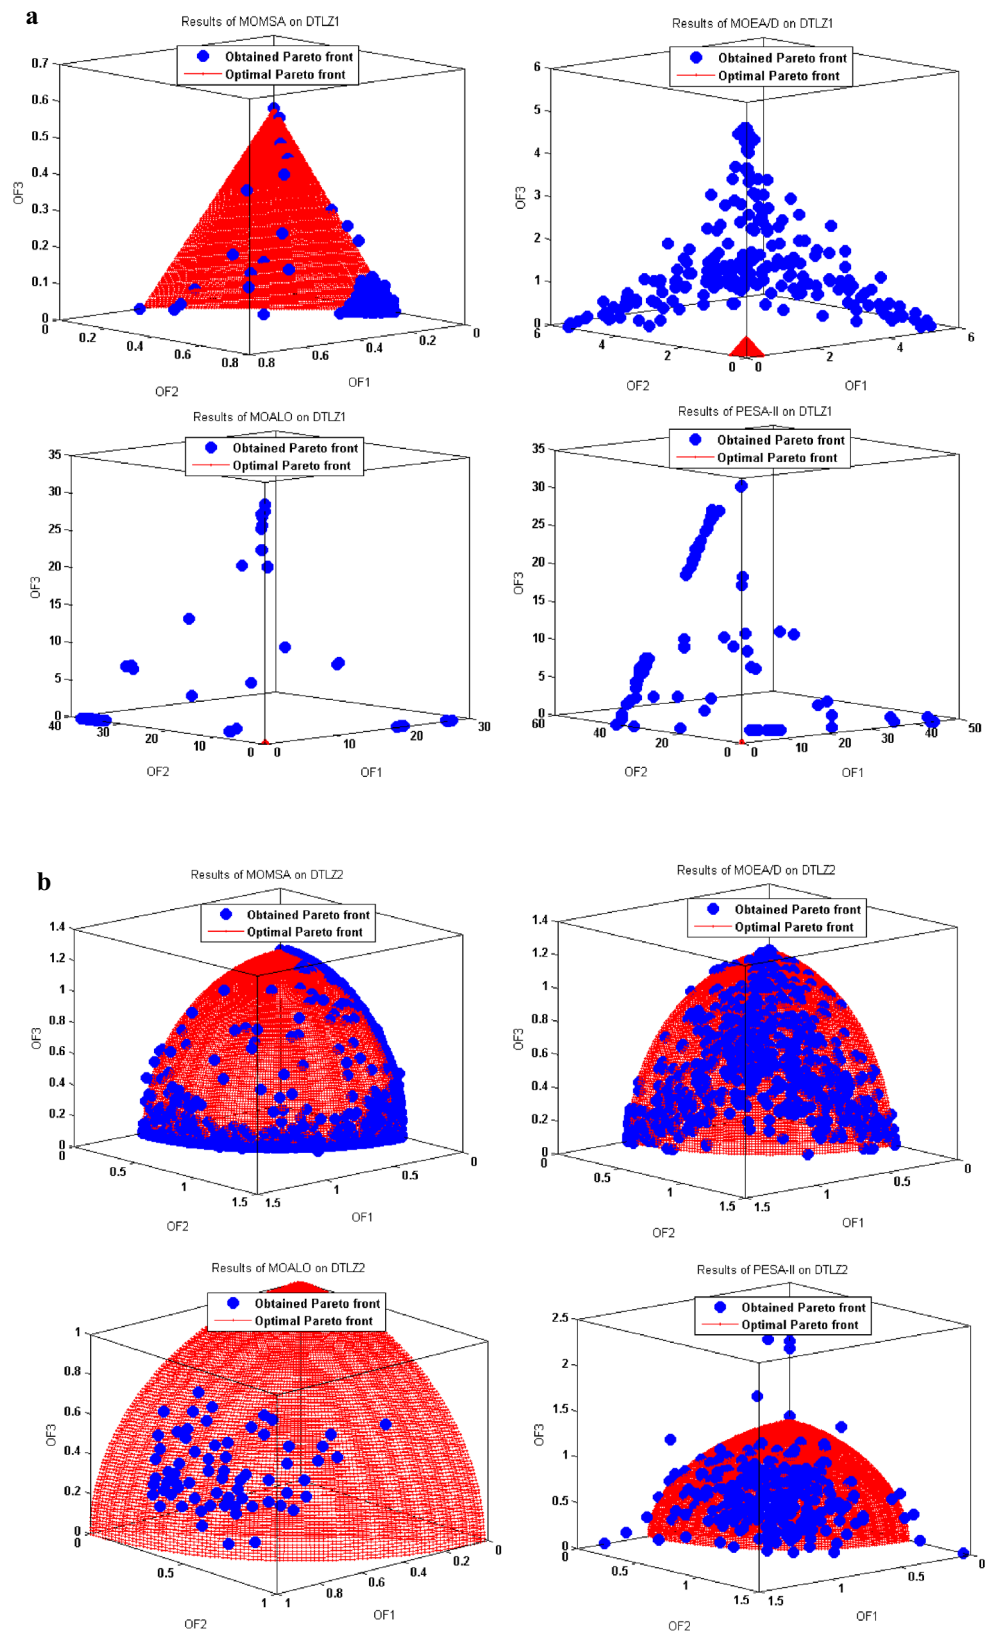 a
Results of MOMSA on DTLZ1
Obtained Pareto front
Optimal Pareto front
0.7
0.6
0.5
0.4
0.3
0.2
0.1
0
OF3
0
0.2
0.4
0.6
0.8
OF2
0.8
0.6
0.4
0.2
0
OF1
Results of MOEA/D on DTLZ1
Obtained Pareto front
Optimal Pareto front
6
5
4
3
2
1
0
OF3
6
4
2
0
OF2
0
2
4
6
OF1
Results of MOALO on DTLZ1
Obtained Pareto front
Optimal Pareto front
35
30
25
20
15
10
5
0
OF3
40
30
20
10
0
OF2
0
10
20
30
OF1
Results of PESA-II on DTLZ1
Obtained Pareto front
Optimal Pareto front
35
30
25
20
15
10
5
0
OF3
60
40
20
0
OF2
0
10
20
30
40
50
OF1
b
Results of MOMSA on DTLZ2
Obtained Pareto front
Optimal Pareto front
1.4
1.2
1
0.8
0.6
0.4
0.2
0
OF3
0
0.5
1
1.5
OF2
1.5
1
0.5
0
OF1
Results of MOEA/D on DTLZ2
Obtained Pareto front
Optimal Pareto front
1.4
1.2
1
0.8
0.6
0.4
0.2
0
OF3
0
0.5
1
1.5
OF2
1.5
1
0.5
0
OF1
Results of MOALO on DTLZ2
Obtained Pareto front
Optimal Pareto front
1
0.8
0.6
0.4
0.2
0
OF3
0
0.5
1
OF2
1
0.8
0.6
0.4
0.2
0
OF1
Results of PESA-II on DTLZ2
Obtained Pareto front
Optimal Pareto front
2.5
2
1.5
1
0.5
0
OF3
0
0.5
1
1.5
OF2
1.5
1
0.5
0
OF1